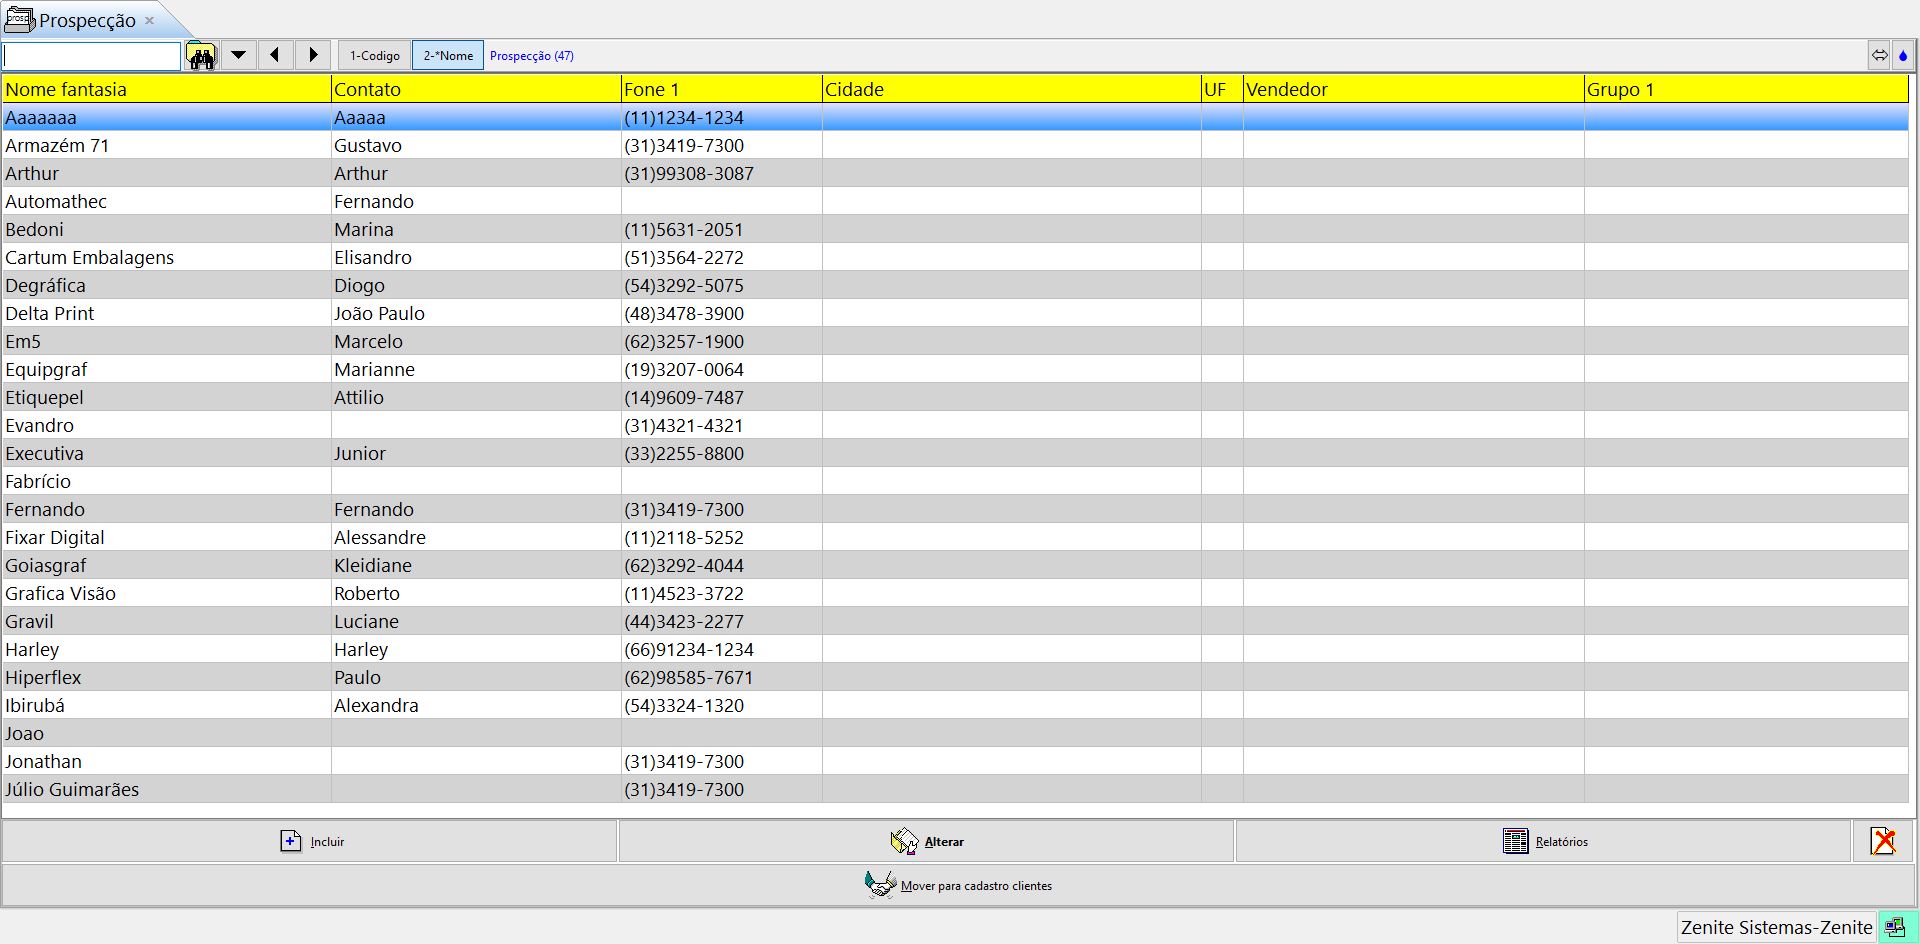 Prospecção ×
1-Codigo 2-*Nome Prospecção (47)
Nome fantasia Contato Fone 1 Cidade UF Vendedor Grupo 1
Aaaaaaa Aaaaa (11)1234-1234
Armazém 71 Gustavo (31)3419-7300
Arthur Arthur (31)99308-3087
Automathec Fernando
Bedoni Marina (11)5631-2051
Cartum Embalagens Elisandro (51)3564-2272
Degráfica Diogo (54)3292-5075
Delta Print João Paulo (48)3478-3900
Em5 Marcelo (62)3257-1900
Equipgraf Marianne (19)3207-0064
Etiquepel Attilio (14)9609-7487
Evandro (31)4321-4321
Executiva Junior (33)2255-8800
Fabrício
Fernando Fernando (31)3419-7300
Fixar Digital Alessandre (11)2118-5252
Goiasgraf Kleidiane (62)3292-4044
Grafica Visão Roberto (11)4523-3722
Gravil Luciane (44)3423-2277
Harley Harley (66)91234-1234
Hiperflex Paulo (62)98585-7671
Ibirubá Alexandra (54)3324-1320
Joao
Jonathan (31)3419-7300
Júlio Guimarães (31)3419-7300
Incluir Alterar Relatórios
Mover para cadastro clientes
Zenite Sistemas-Zenite